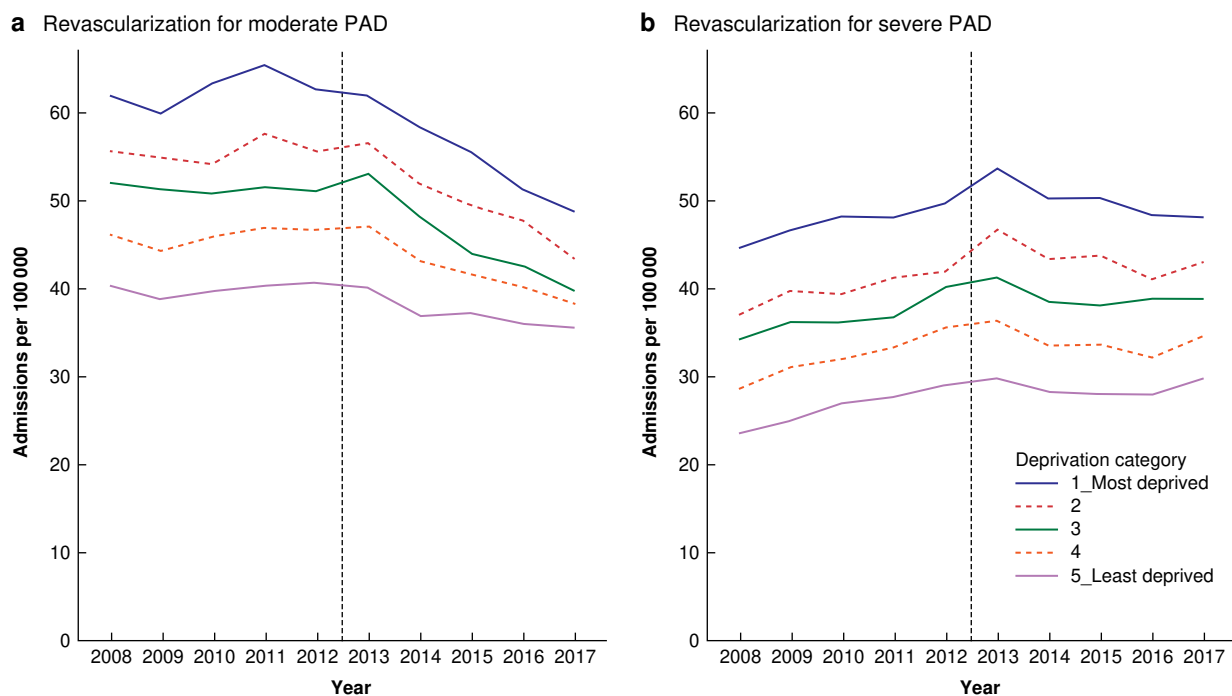 a Revascularization for moderate PAD
Admissions per 100 000
60
50
40
30
20
10
0
2008 2009 2010 2011 2012 2013 2014 2015 2016 2017
Year
b Revascularization for severe PAD
Admissions per 100 000
60
50
40
30
20
10
0
Deprivation category
1_Most deprived
2
3
4
5_Least deprived
2008 2009 2010 2011 2012 2013 2014 2015 2016 2017
Year